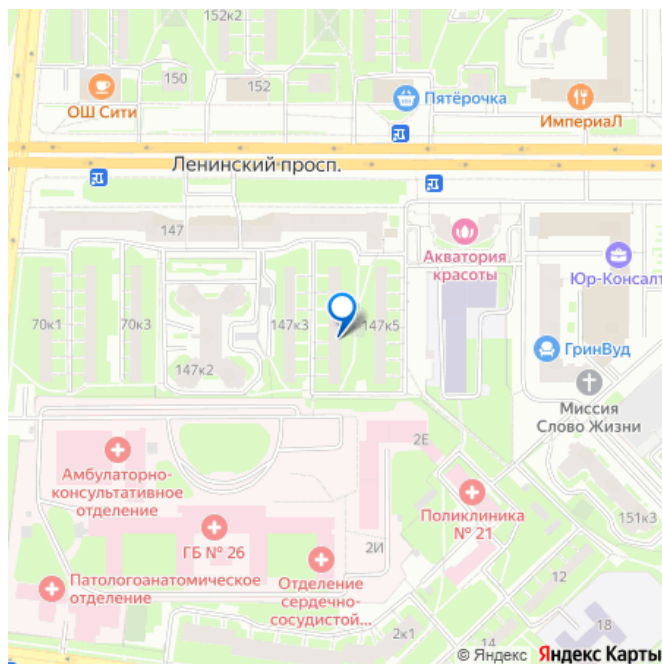 152к2
150
152
ОШ Сити
Пятёрочка
ИмпериаЛ
Ленинский просп.
147
Акватория
красоты
Юр-Консалт
70к1
70к3
147к3
147к5
ГринВуд
147к2
Миссия
Слово Жизни
2Е
Амбулаторно-
консультативное
отделение
Поликлиника
№ 21
151к3
ГБ № 26
2И
Патологоанатомическое
отделение
Отделение
сердечно-
сосудистой...
12
18
2к1
14
© Яндекс Яндекс Карты